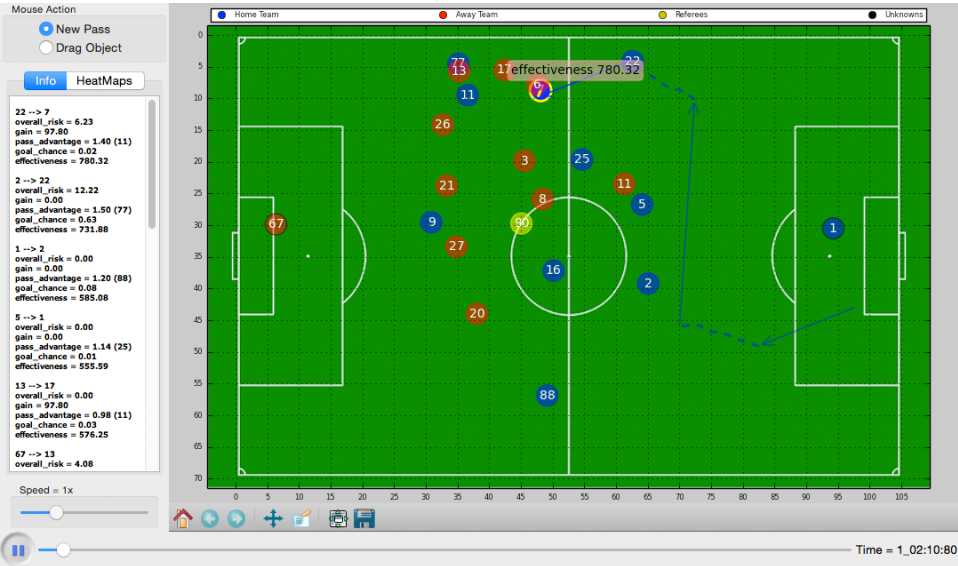 Mouse Action
New Pass
Drag Object
Info HeatMaps
22 --> 7
overall_risk = 6.23
gain = 97.80
pass_advantage = 1.40 (11)
goal_chance = 0.02
effectiveness = 780.32
2 --> 22
overall_risk = 12.22
gain = 0.00
pass_advantage = 1.50 (77)
goal_chance = 0.63
effectiveness = 731.88
1 --> 2
overall_risk = 0.00
gain = 0.00
pass_advantage = 1.20 (88)
goal_chance = 0.08
effectiveness = 585.08
5 --> 1
overall_risk = 0.00
gain = 0.00
pass_advantage = 1.14 (25)
goal_chance = 0.01
effectiveness = 555.59
13 --> 17
overall_risk = 0.00
gain = 97.80
pass_advantage = 0.98 (11)
goal_chance = 0.03
effectiveness = 576.25
67 --> 13
overall_risk = 4.08
Speed = 1x
Home Team Away Team Referees Unknowns
0
5
10
15
20
25
30
35
40
45
50
55
60
65
70
77
13
17
effectiveness 780.32
22
6
7
11
26
3
25
21
8
11
5
67
9
90
1
27
16
2
20
88
0 5 10 15 20 25 30 35 40 45 50 55 60 65 70 75 80 85 90 95 100 105
Time = 1_02:10:80